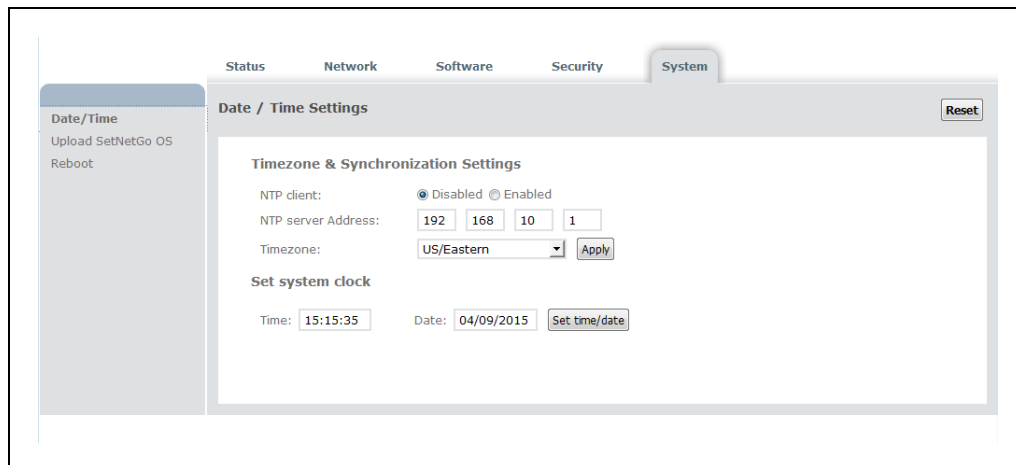 Status Network Software Security System
Date/Time
Upload SetNetGo OS
Reboot
Date / Time Settings Reset
Timezone & Synchronization Settings
NTP client: Disabled Enabled
NTP server Address: 192 168 10 1
Timezone: US/Eastern Apply
Set system clock
Time: 15:15:35 Date: 04/09/2015 Set time/date